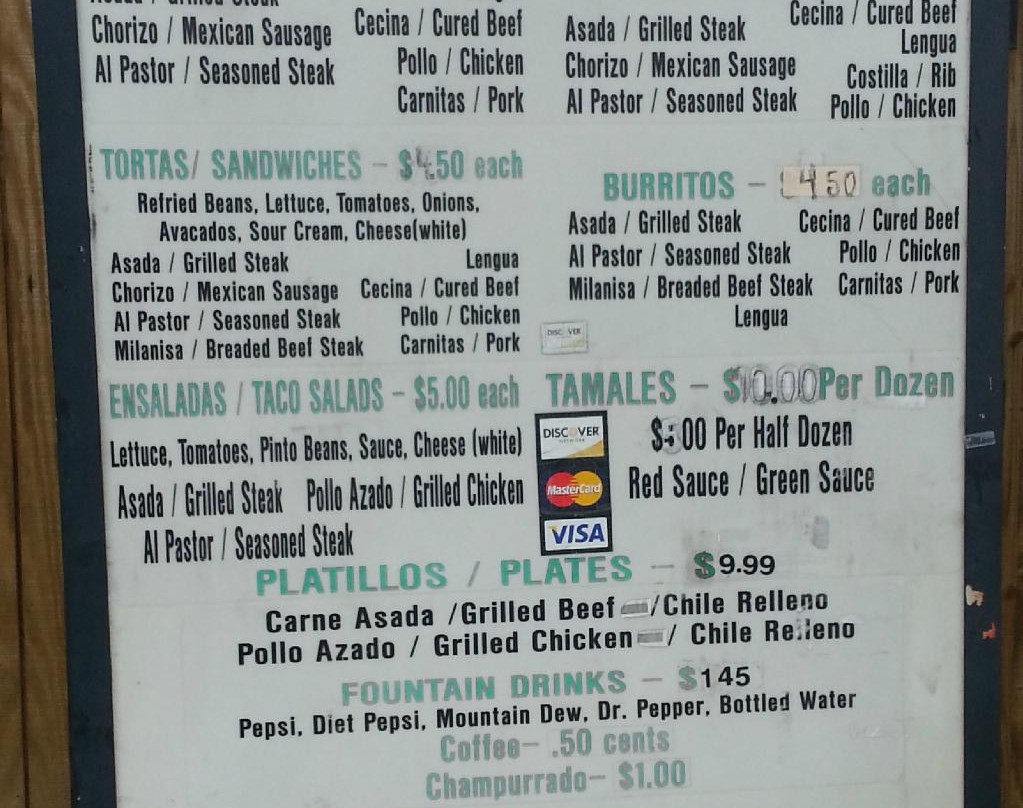 Chorizo / Mexican Sausage
Al Pastor / Seasoned Steak
Cecina / Cured Beef
Pollo / Chicken
Carnitas / Pork
Asada / Grilled Steak
Chorizo / Mexican Sausage
Al Pastor / Seasoned Steak
Cecina / Cured Beef
Lengua
Costilla / Rib
Pollo / Chicken
TORTAS/ SANDWICHES - $4.50 each
Refried Beans, Lettuce, Tomatoes, Onions,
Avacados, Sour Cream, Cheese(white)
Asada / Grilled Steak
Chorizo / Mexican Sausage
Al Pastor / Seasoned Steak
Milanisa / Breaded Beef Steak
Lengua
Cecina / Cured Beef
Pollo / Chicken
Carnitas / Pork
BURRITOS - $4 50 each
Asada / Grilled Steak
Al Pastor / Seasoned Steak
Milanisa / Breaded Beef Steak
Cecina / Cured Beef
Pollo / Chicken
Carnitas / Pork
Lengua
DISCOVER
ENSALADAS / TACO SALADS - $5.00 each
Lettuce, Tomatoes, Pinto Beans, Sauce, Cheese (white)
Asada / Grilled Steak Pollo Azado / Grilled Chicken
Al Pastor / Seasoned Steak
TAMALES - $10.00 Per Dozen
$5 00 Per Half Dozen
Red Sauce / Green Sauce
DISCOVER
NETWORK
MasterCard
VISA
PLATILLOS / PLATES - $9.99
Carne Asada /Grilled Beef /Chile Relleno
Pollo Azado / Grilled Chicken / Chile Relleno
FOUNTAIN DRINKS - $145
Pepsi, Diet Pepsi, Mountain Dew, Dr. Pepper, Bottled Water
Coffee- .50 cents
Champurrado- $1.00